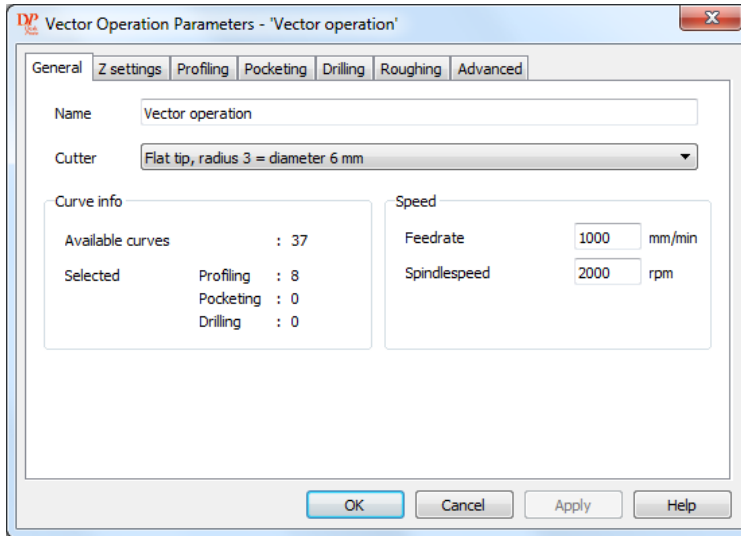 DP Vector Operation Parameters - 'Vector operation'
General Z settings Profiling Pocketing Drilling Roughing Advanced
Name Vector operation
Cutter Flat tip, radius 3 = diameter 6 mm
Curve info
Available curves : 37
Selected Profiling : 8
Pocketing : 0
Drilling : 0
Speed
Feedrate 1000 mm/min
Spindlespeed 2000 rpm
OK Cancel Apply Help